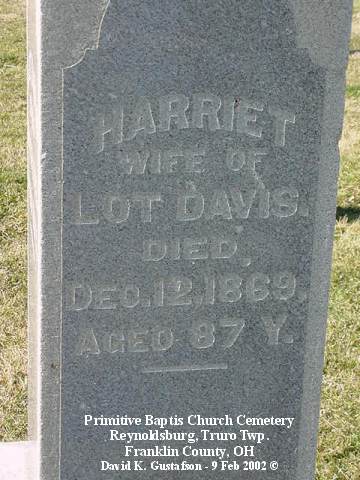 HARRIET
WIFE OF
LOT DAVIS.
DIED
DEC. 12, 1869.
AGED 87 Y.
Primitive Baptis Church Cemetery
Reynoldsburg, Truro Twp.
Franklin County, OH
David K. Gustafson - 9 Feb 2002 ©